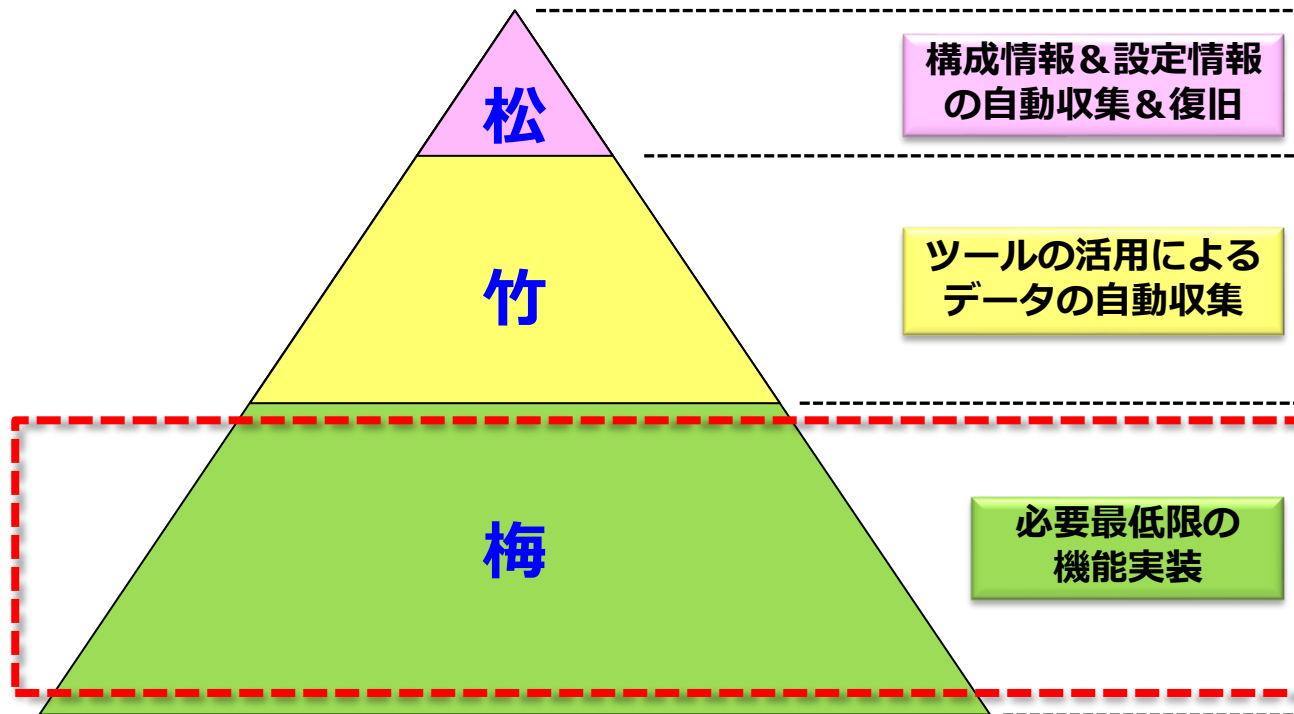 松
構成情報＆設定情報
の自動収集＆復旧
竹
ツールの活用による
データの自動収集
梅
必要最低限の
機能実装